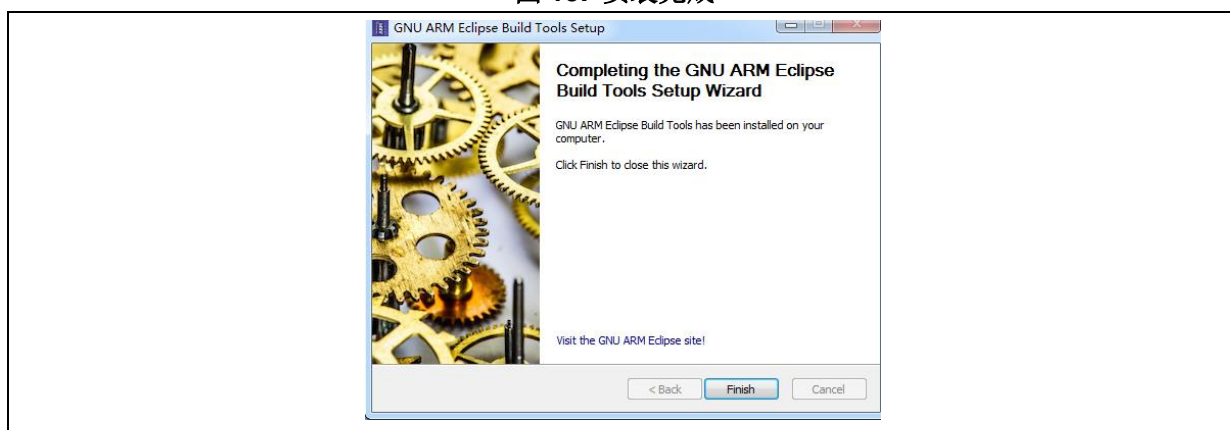 GNU ARM Eclipse Build Tools Setup
Completing the GNU ARM Eclipse
Build Tools Setup Wizard
GNU ARM Eclipse Build Tools has been installed on your
computer.
Click Finish to close this wizard.
Visit the GNU ARM Eclipse site!
< Back
Finish
Cancel